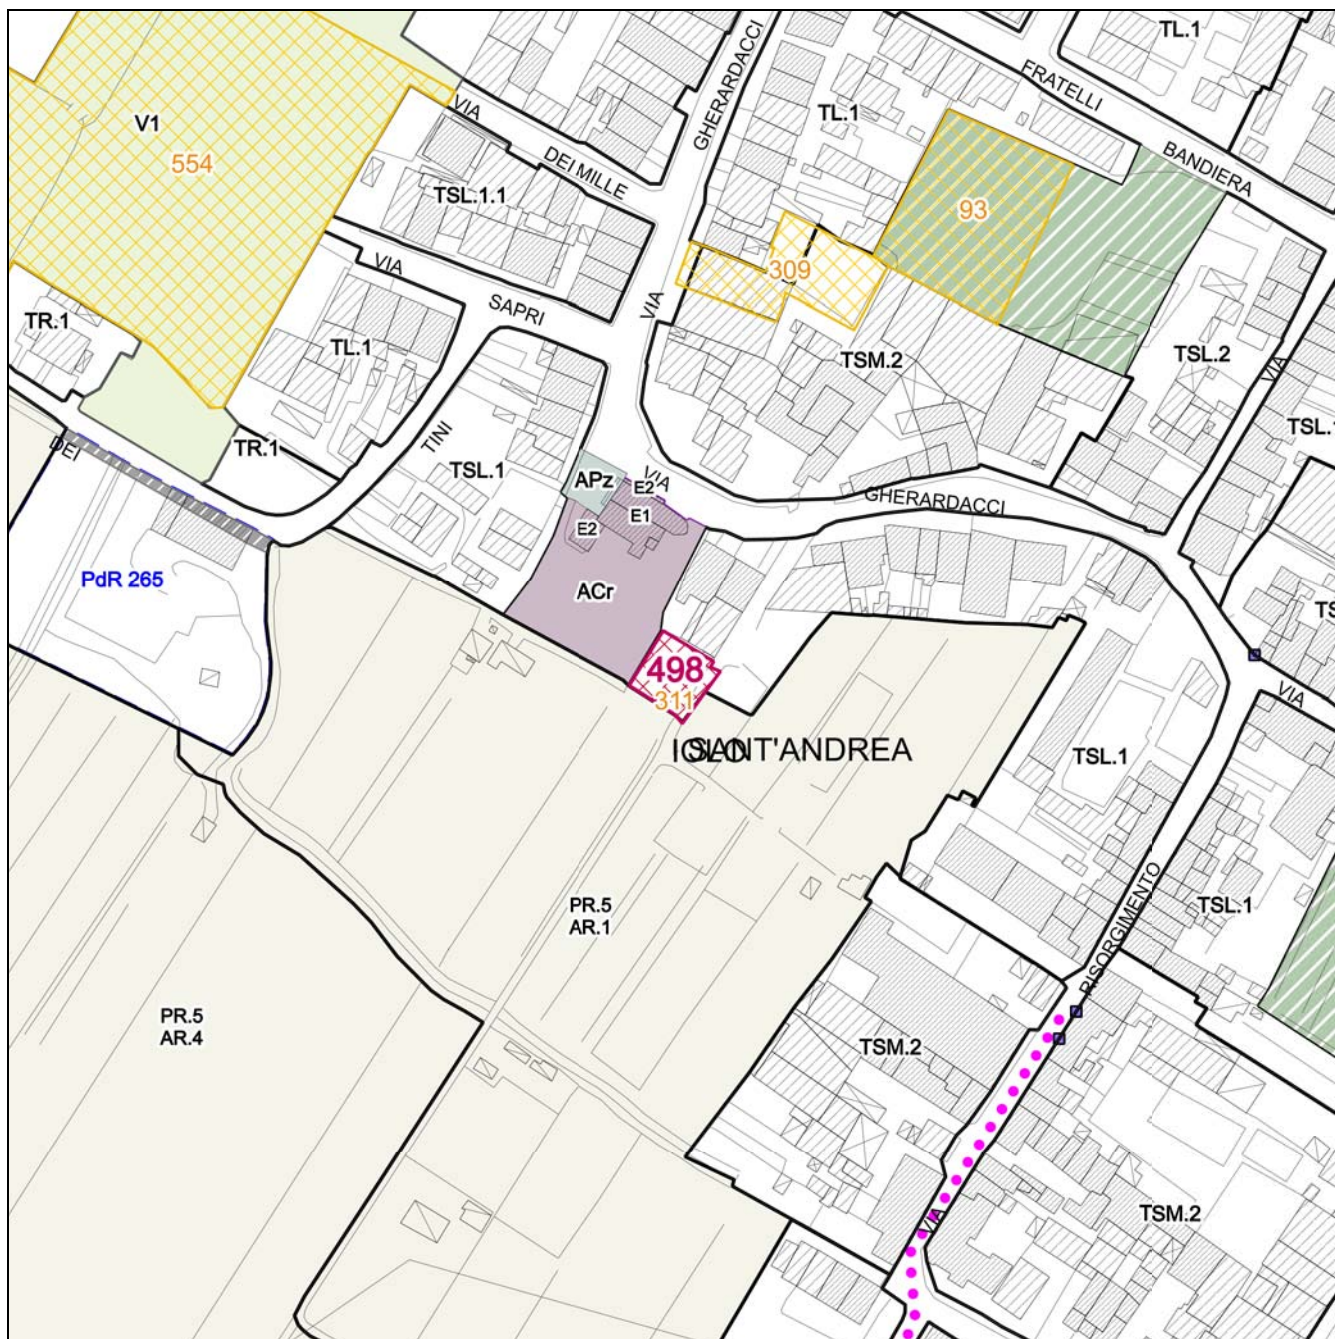 TL.1
FRATELLI
BANDIERA
GHERARDACCI
VIA
TL.1
V1
554
VIA
DEI MILLE
TSL.1.1
93
309
VIA
SAPRI
TR.1
TL.1
TSM.2
TSL.2
VIA
TSL.1
DEI
TR.1
TINI
TSL.1
APz
VIA
E2
E1
E2
GHERARDACCI
PdR 265
ACr
498
311
VIA
SANT'ANDREA
IOLO
TSL.1
PR.5
AR.1
RISORGIMENTO
TSL.1
PR.5
AR.4
TSM.2
VIA
TSM.2